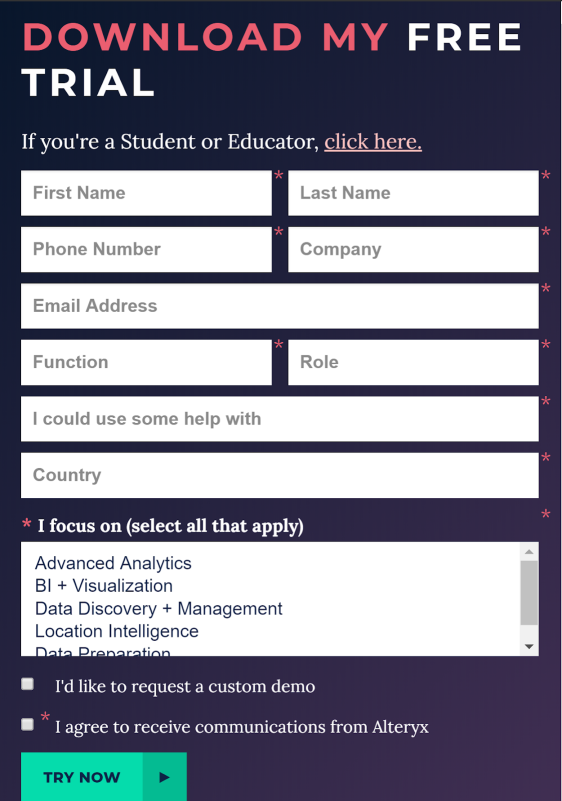 DOWNLOAD MY FREE
TRIAL
If you're a Student or Educator, click here.
First Name * Last Name *
Phone Number * Company *
Email Address *
Function * Role *
I could use some help with *
Country *
* I focus on (select all that apply) *
Advanced Analytics
BI + Visualization
Data Discovery + Management
Location Intelligence
Data Preparation
I'd like to request a custom demo
* I agree to receive communications from Alteryx
TRY NOW